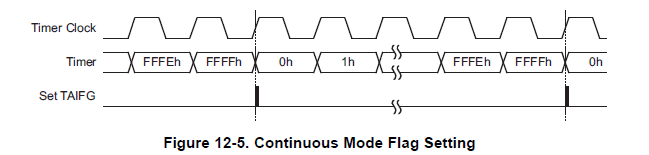 Timer Clock
Timer FFFEh FFFFh 0h 1h FFFEh FFFFh 0h
Set TAIFG
Figure 12-5. Continuous Mode Flag Setting